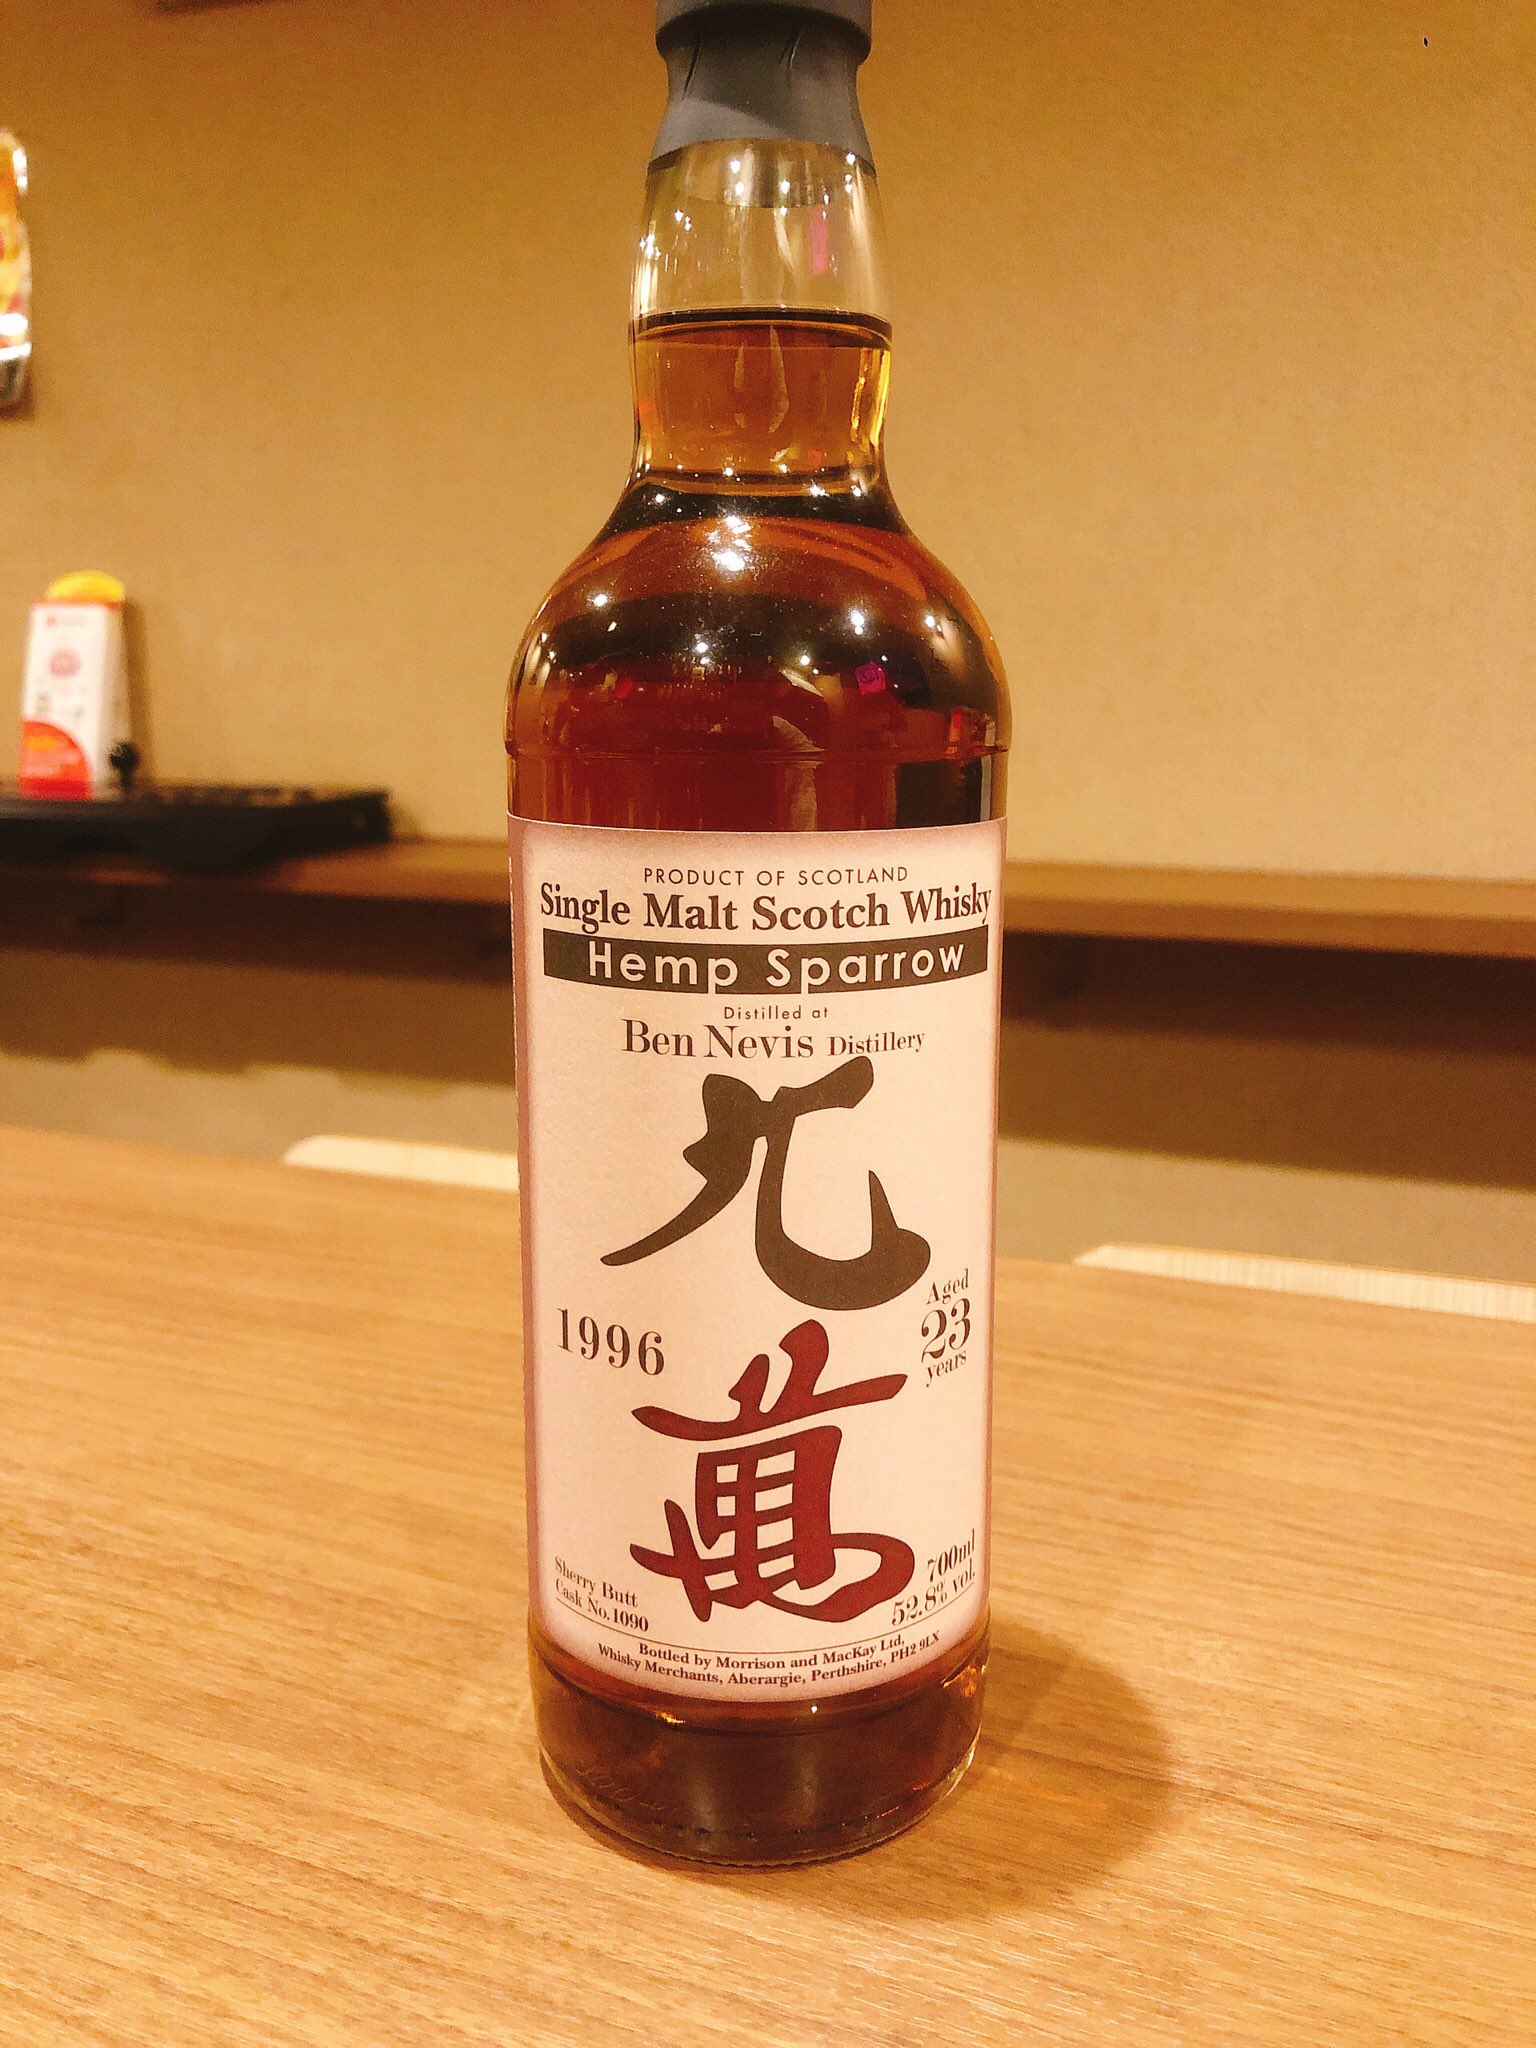 PRODUCT OF SCOTLAND
Single Malt Scotch Whisky
Hemp Sparrow
Distilled at
Ben Nevis Distillery
九
萬
1996
Aged
23
years
Sherry Butt
Cask No.1090
700ml
52.8% vol.
Bottled by Morrison and MacKay Ltd,
Whisky Merchants, Aberargie, Perthshire, PH2 9LX